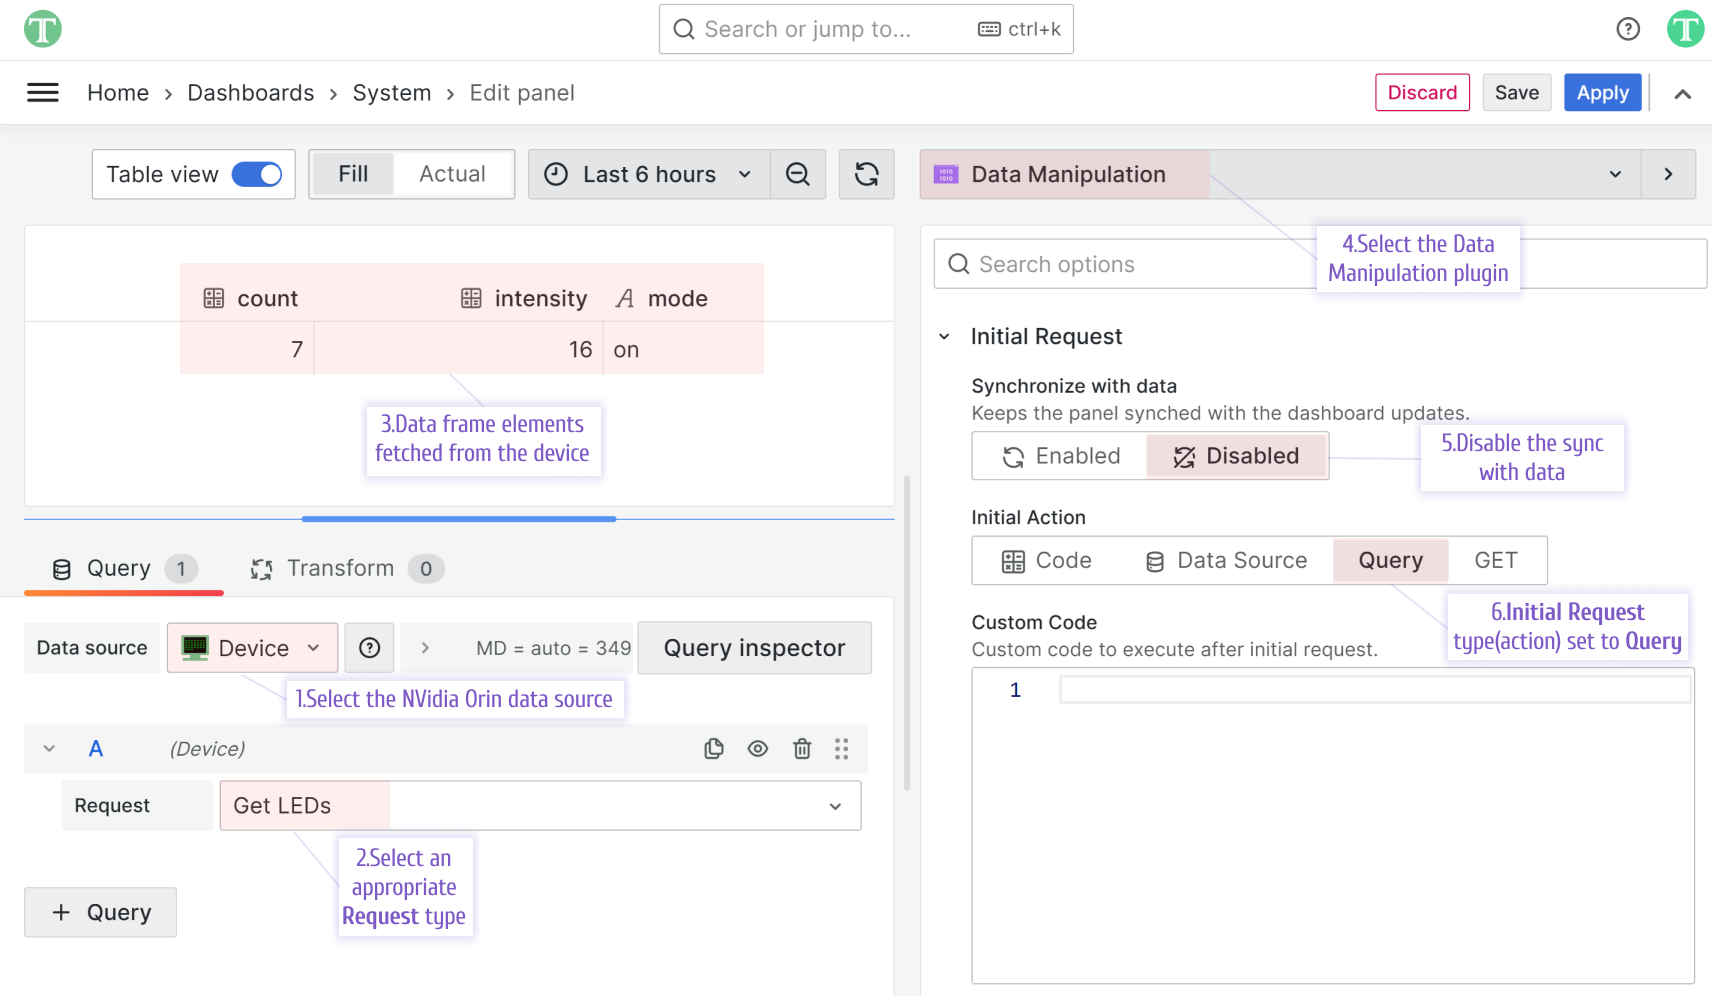 T
Search or jump to...
ctrl+k
T
Home > Dashboards > System > Edit panel
Discard
Save
Apply
Table view
Fill
Actual
Last 6 hours
1010
1010
Data Manipulation
4.Select the Data
Manipulation plugin
Search options
count
intensity
mode
7
16
on
3.Data frame elements
fetched from the device
Initial Request
Synchronize with data
Keeps the panel synched with the dashboard updates.
Enabled
Disabled
5.Disable the sync
with data
Initial Action
Code
Data Source
Query
GET
6.Initial Request
type(action) set to Query
Custom Code
Custom code to execute after initial request.
1
Query 1
Transform 0
Data source
Device
MD = auto = 349
Query inspector
1.Select the NVidia Orin data source
A
(Device)
Request
Get LEDs
2.Select an
appropriate
Request type
+ Query